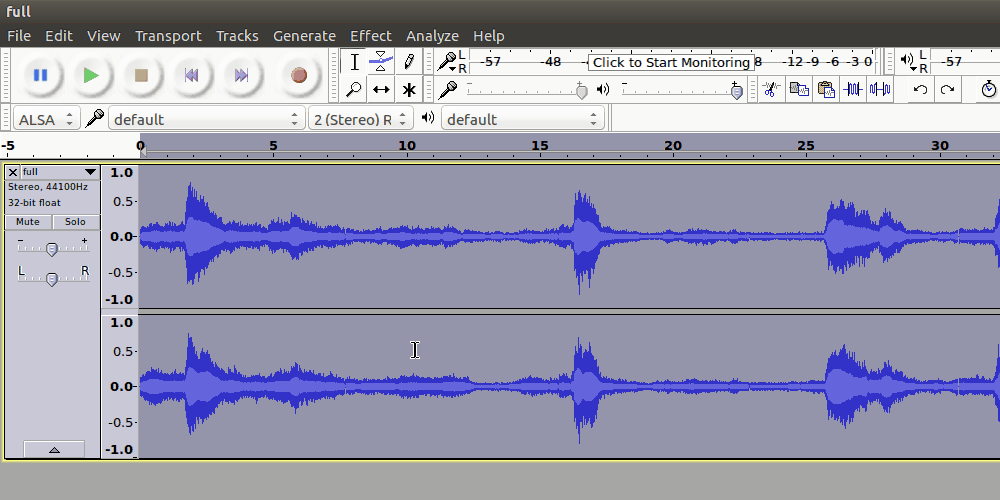 full
File Edit View Transport Tracks Generate Effect Analyze Help
L
R
-57 -48 Click to Start Monitoring 8 -12 -9 -6 -3 0
L
R
-57
ALSA default 2 (Stereo) R default
-5 0 5 10 15 20 25 30
full
Stereo, 44100Hz
32-bit float
Mute Solo
- +
L R
1.0
0.5-
0.0-
-0.5-
-1.0
1.0
0.5-
0.0-
-0.5-
-1.0